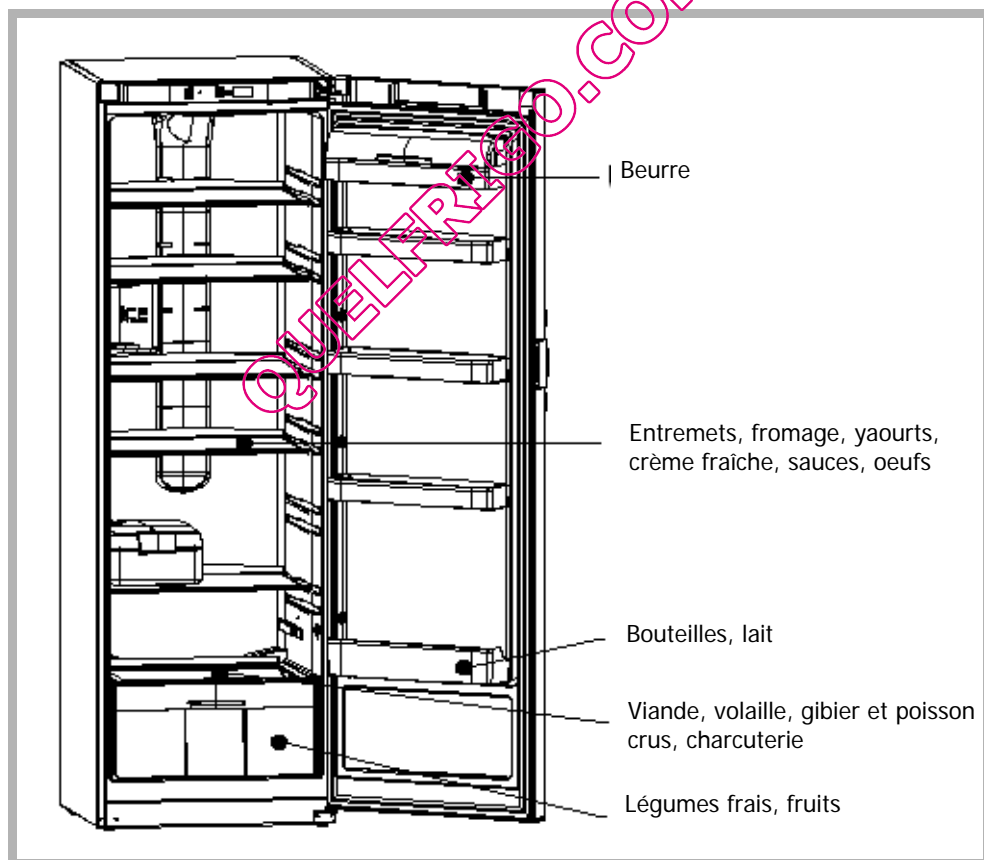 QUELFRIGO.COM
Beurre
Entremets, fromage, yaourts,
crème fraîche, sauces, oeufs
Bouteilles, lait
Viande, volaille, gibier et poisson
crus, charcuterie
Légumes frais, fruits